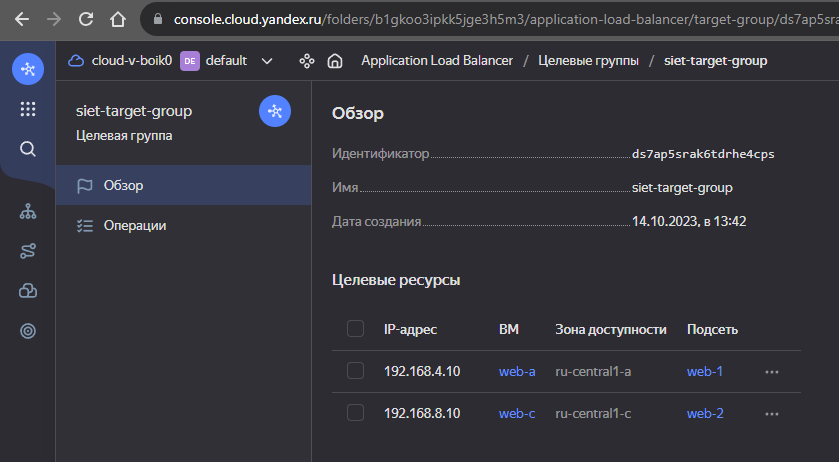 console.cloud.yandex.ru/folders/b1gkoo3ipkk5jge3h5m3/application-load-balancer/target-group/ds7ap5sra
cloud-v-boik0 DE default Application Load Balancer / Целевые группы / siet-target-group
siet-target-group
Целевая группа
Обзор
Операции
Обзор
Идентификатор ds7ap5srak6tdrhe4cps
Имя siet-target-group
Дата создания 14.10.2023, в 13:42
Целевые ресурсы
IP-адрес ВМ Зона доступности Подсеть
192.168.4.10 web-a ru-central1-a web-1
192.168.8.10 web-c ru-central1-c web-2